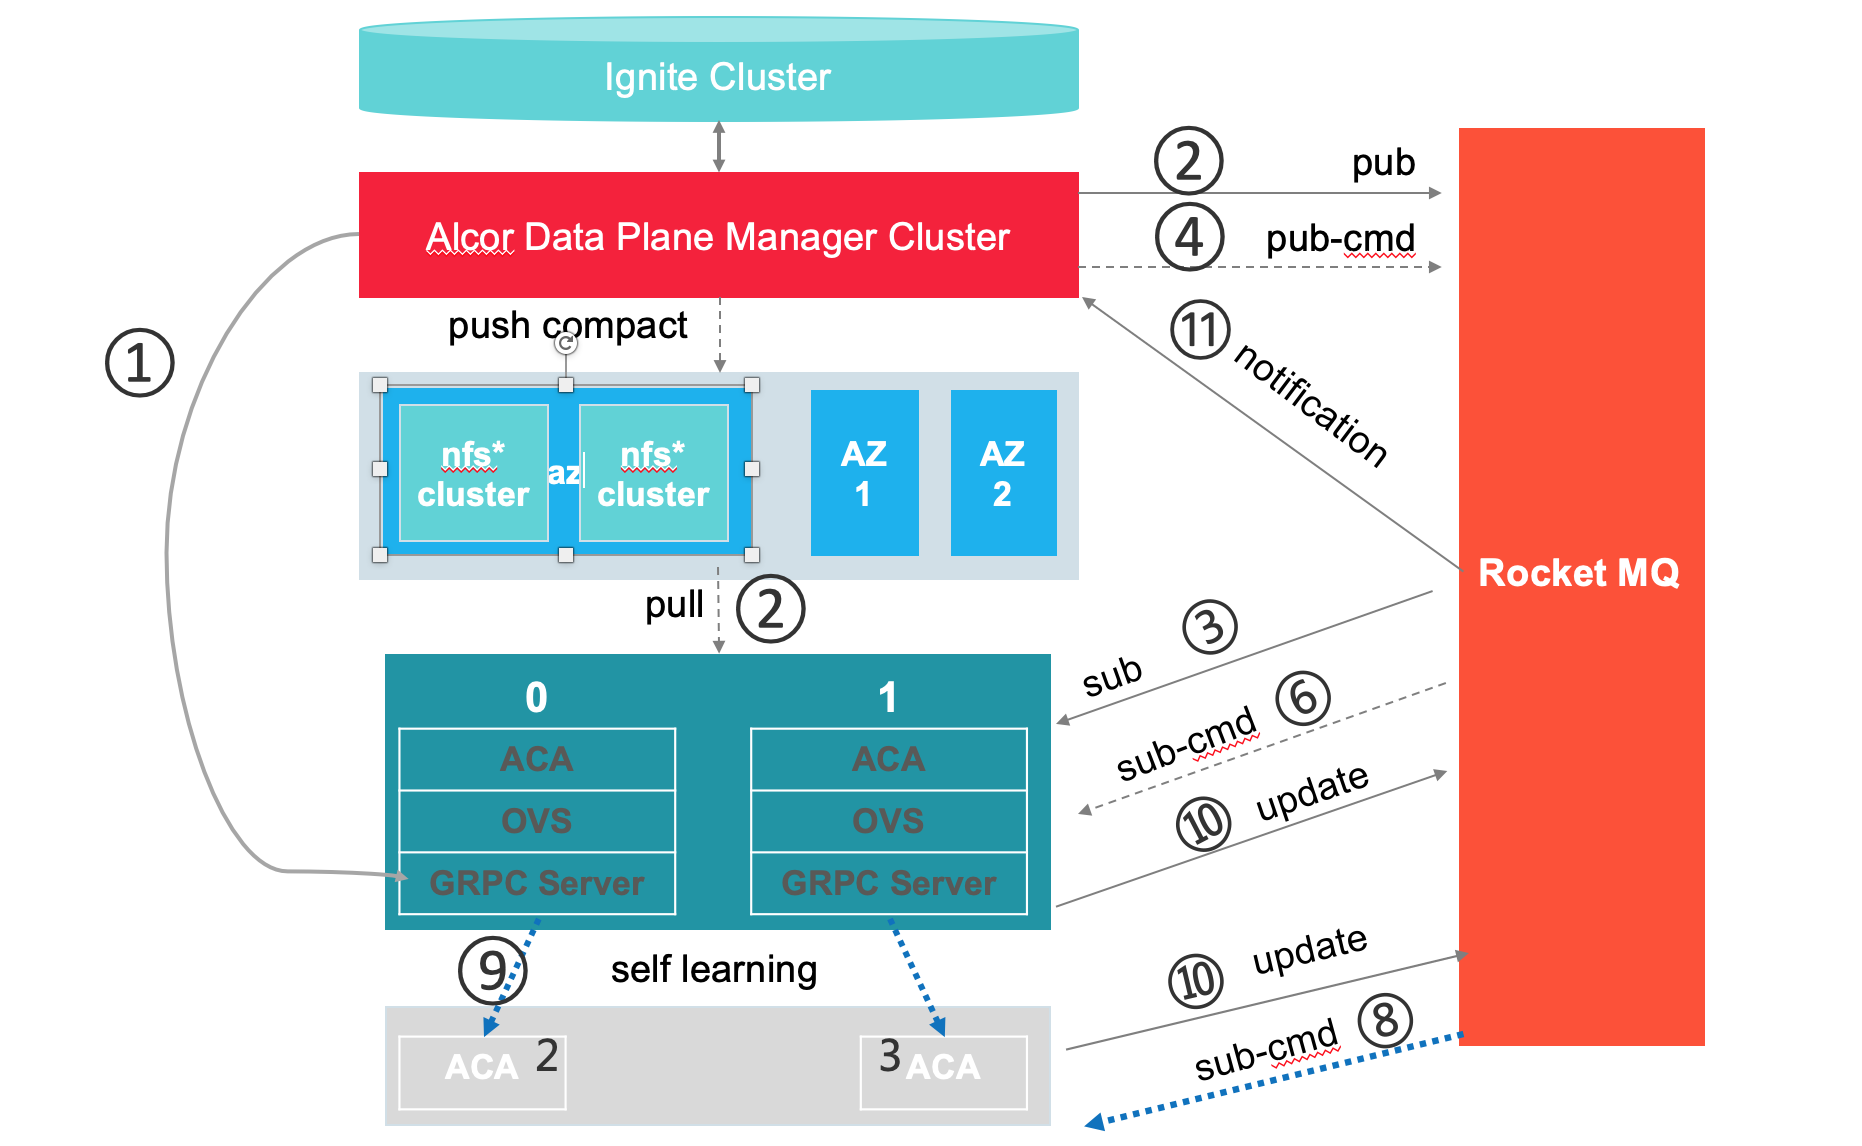 Ignite Cluster
② pub
Alcor Data Plane Manager Cluster
④ pub-cmd
push compact
⑪ notification
①
nfs*
cluster
az
nfs*
cluster
AZ
1
AZ
2
Rocket MQ
pull ②
③
sub
⑥
sub-cmd
0
1
ACA
ACA
⑩ update
OVS
OVS
GRPC Server
GRPC Server
⑨ self learning
⑩ update
sub-cmd ⑧
ACA 2
3 ACA